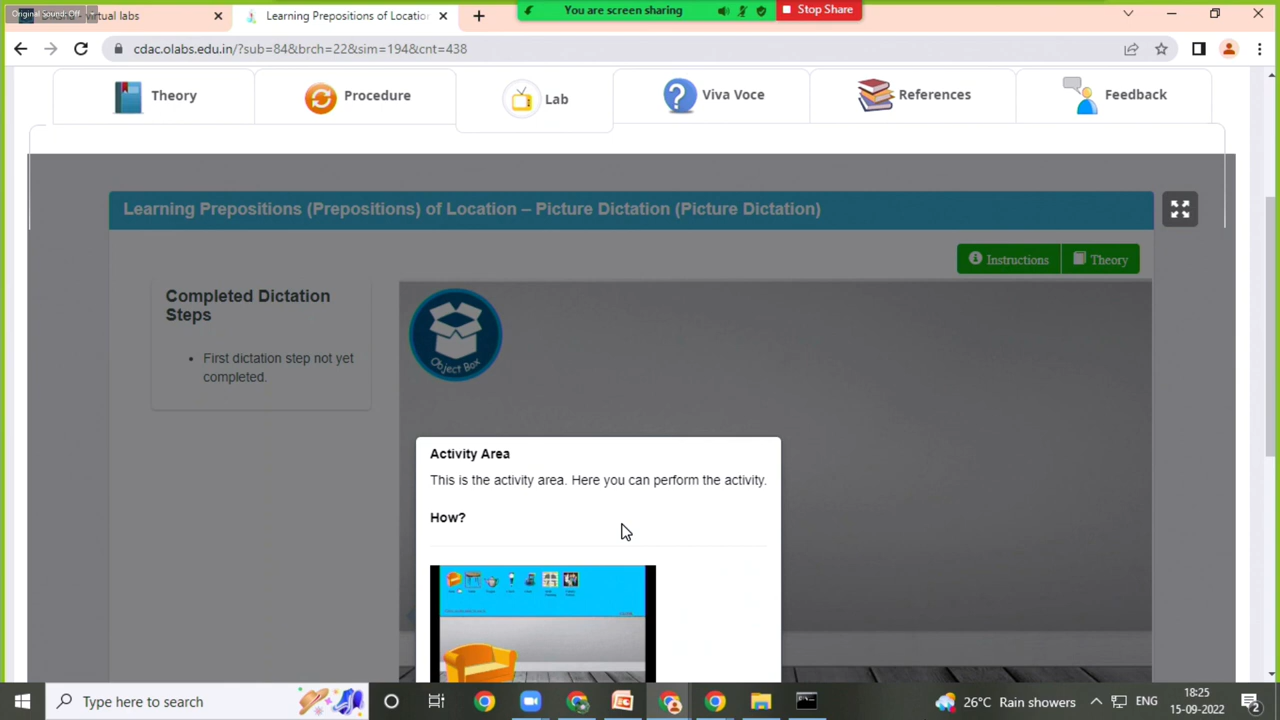 Original Sound: Off
virtual labs
Learning Prepositions of Locatio
You are screen sharing
Stop Share
cdac.olabs.edu.in/?sub=84&brch=22&sim=194&cnt=438
Theory
Procedure
Lab
Viva Voce
References
Feedback
Learning Prepositions (Prepositions) of Location – Picture Dictation (Picture Dictation)
Instructions
Theory
Completed Dictation
Steps
First dictation step not yet
completed.
Object Box
Activity Area
This is the activity area. Here you can perform the activity.
How?
Type here to search
26°C Rain showers
ENG
18:25
15-09-2022
2